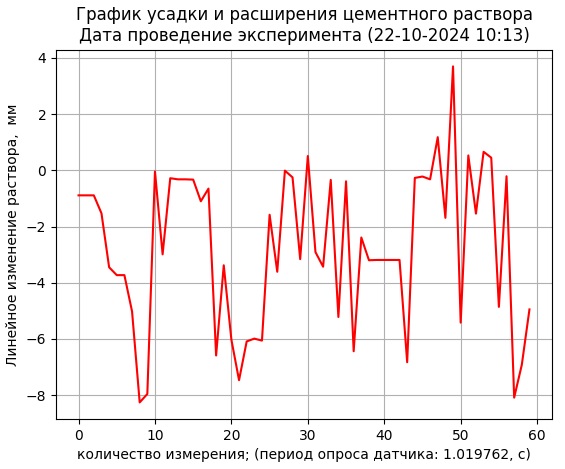 График усадки и расширения цементного раствора
Дата проведение эксперимента (22-10-2024 10:13)
Линейное изменение раствора, мм
4
2
0
−2
−4
−6
−8
0 10 20 30 40 50 60
количество измерения; (период опроса датчика: 1.019762, с)